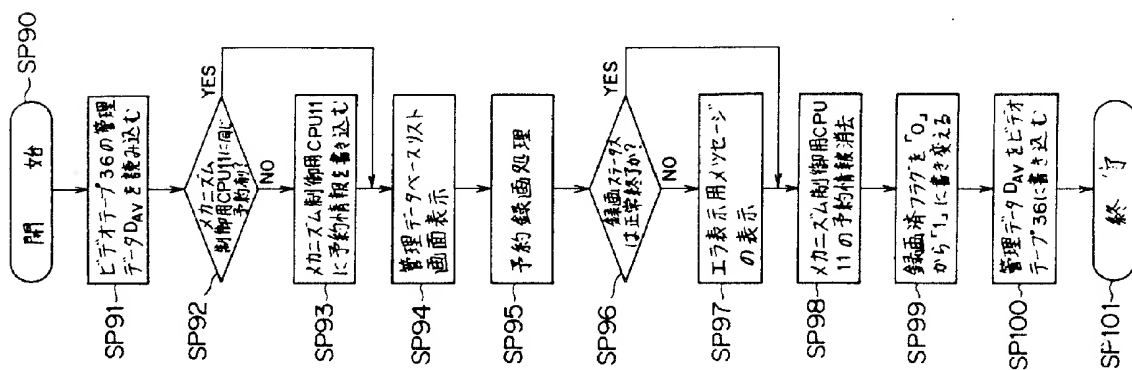 開始
SP90
ビデオテープ36の管理
データDAVを読み込む
SP91
メカニズム
制御用CPU11に同じ
予約有?
SP92
YES
NO
メカニズム制御用CPU11
に予約情報を書き込む
SP93
管理データベースリスト
画面表示
SP94
予約録画処理
SP95
録画ステータス
は正常終了か?
SP96
YES
NO
エラ表示用メッセージ
の表示
SP97
メカニズム制御用CPU
11の予約情報消去
SP98
録画済フラグを「0」
から「1」に書き変える
SP99
管理データDAVをビデオ
テープ36に書き込む
SP100
終了
SP101